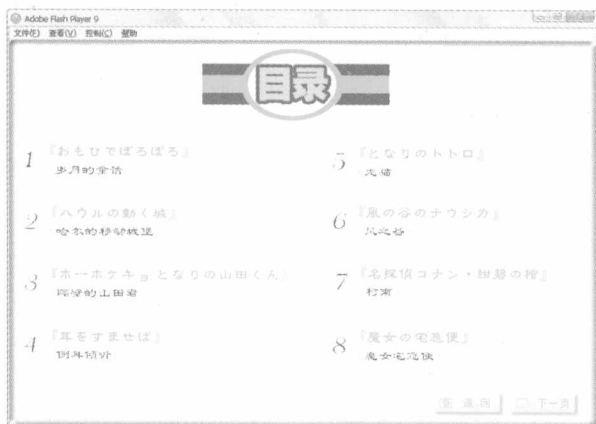 Adobe Flash Player 9
文件(F) 查看(V) 控制(C) 帮助
目录
1 『おもひでぽろぽろ』
岁月的童话
2 『ハウルの動く城』
哈尔的移动城堡
3 『ホーホケキョ となりの山田くん』
隔壁的山田君
4 『耳をすませば』
侧耳倾听
5 『となりのトトロ』
龙猫
6 『風の谷のナウシカ』
风之谷
7 『名探偵コナン・紺碧の棺』
柯南
8 『魔女の宅急便』
魔女宅急便
返回 下一页